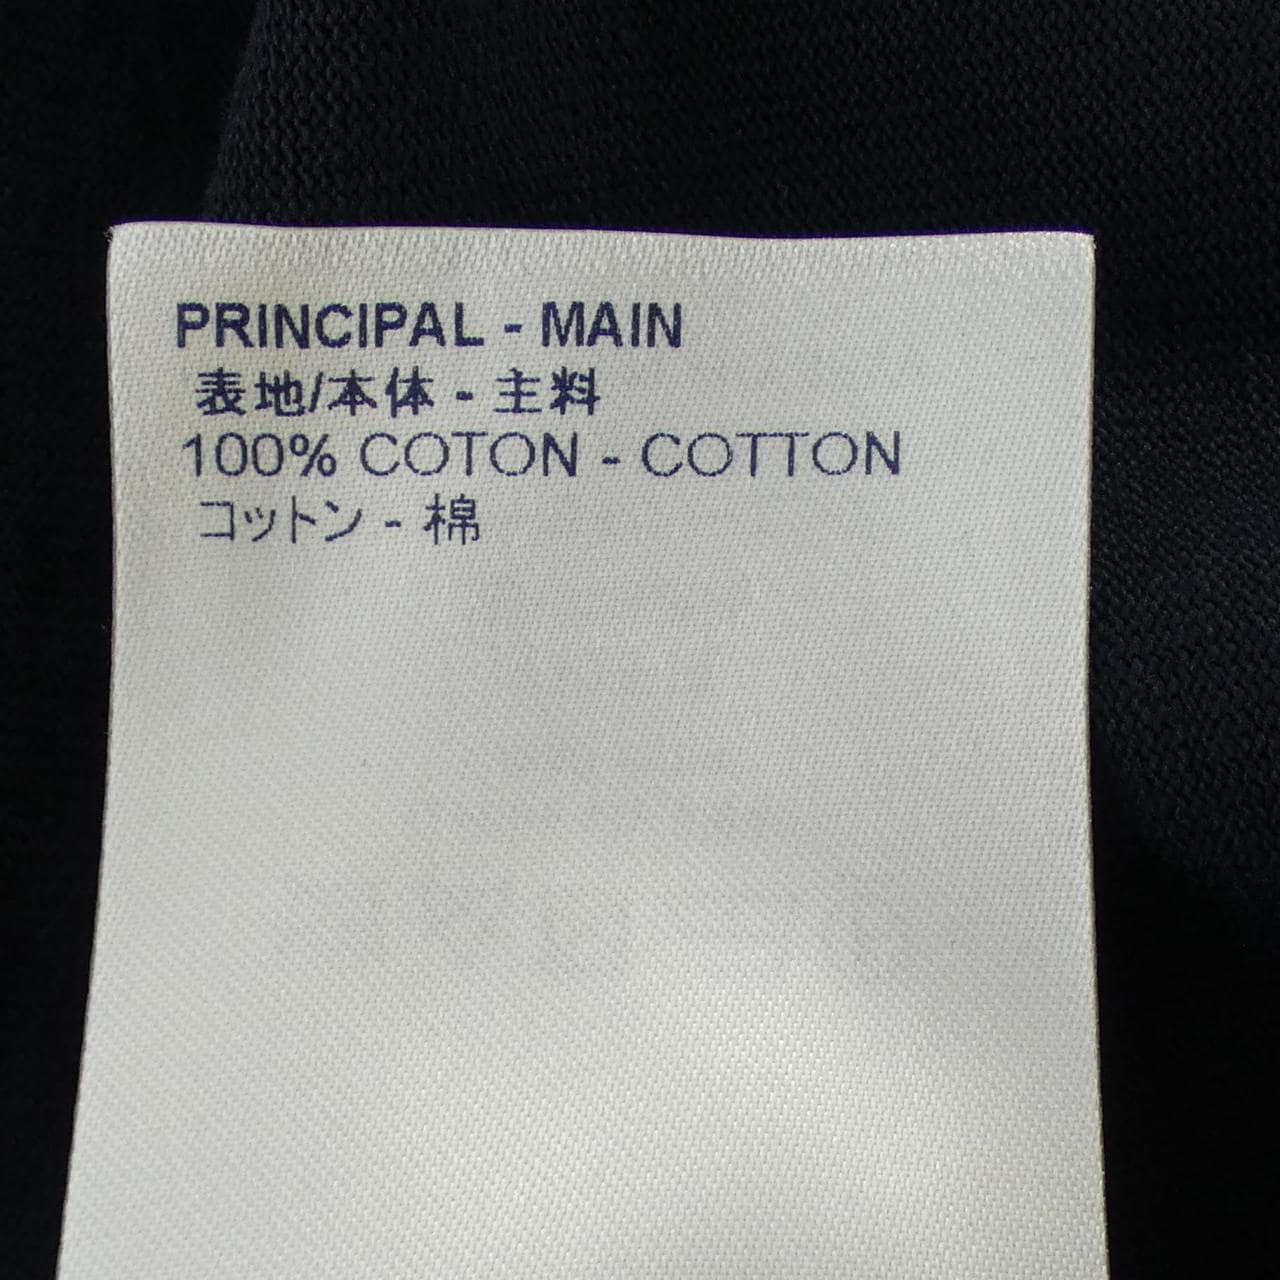 PRINCIPAL - MAIN
表地/本体 - 主料
100% COTON - COTTON
コットン - 棉